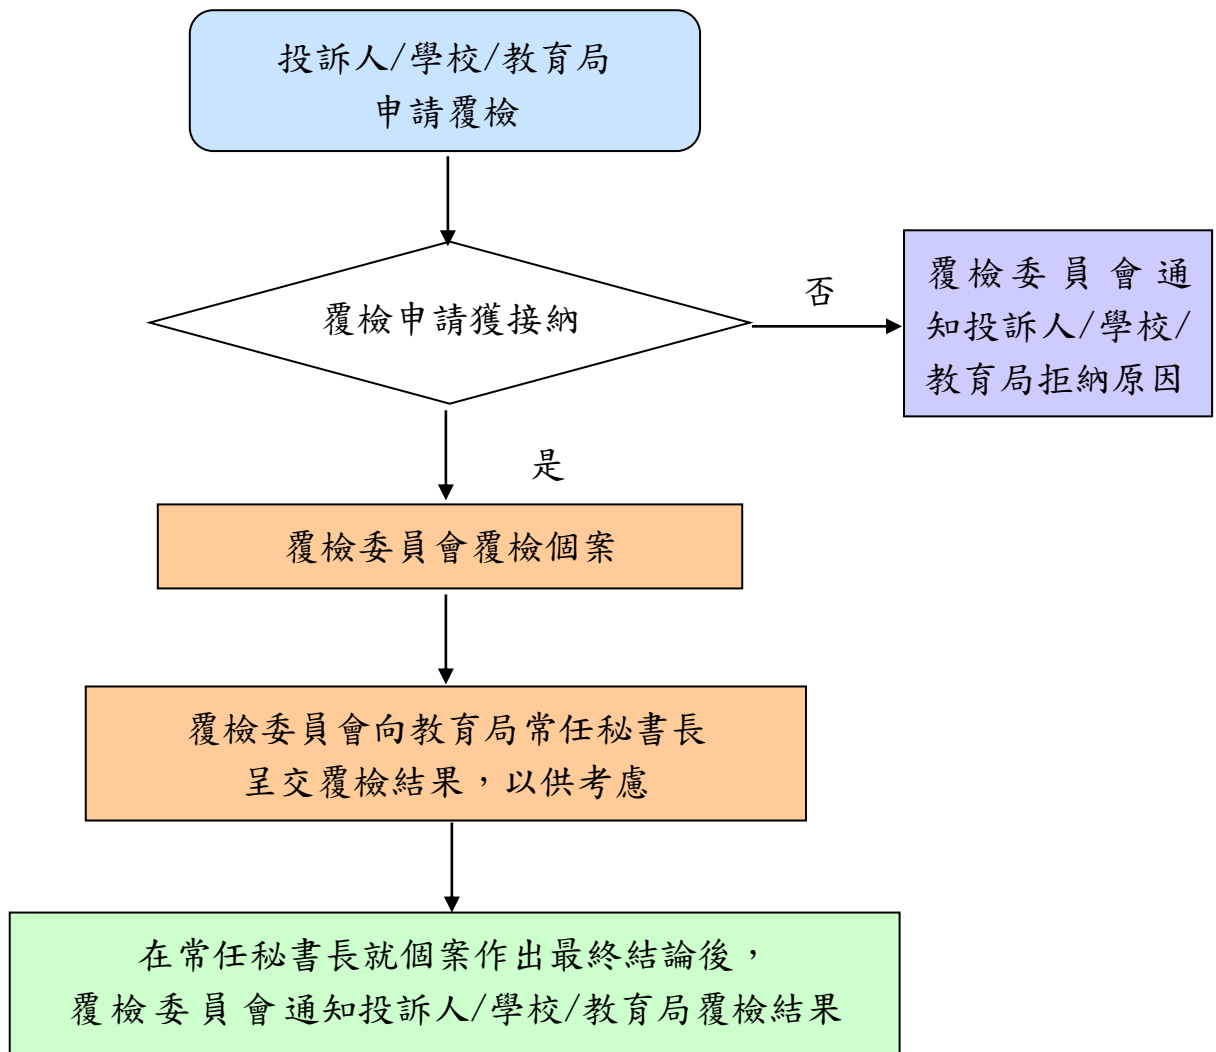 投訴人/學校/教育局
申請覆檢
覆檢申請獲接納
否
覆檢委員會通
知投訴人/學校/
教育局拒納原因
是
覆檢委員會覆檢個案
覆檢委員會向教育局常任秘書長
呈交覆檢結果，以供考慮
在常任秘書長就個案作出最終結論後，
覆檢委員會通知投訴人/學校/教育局覆檢結果